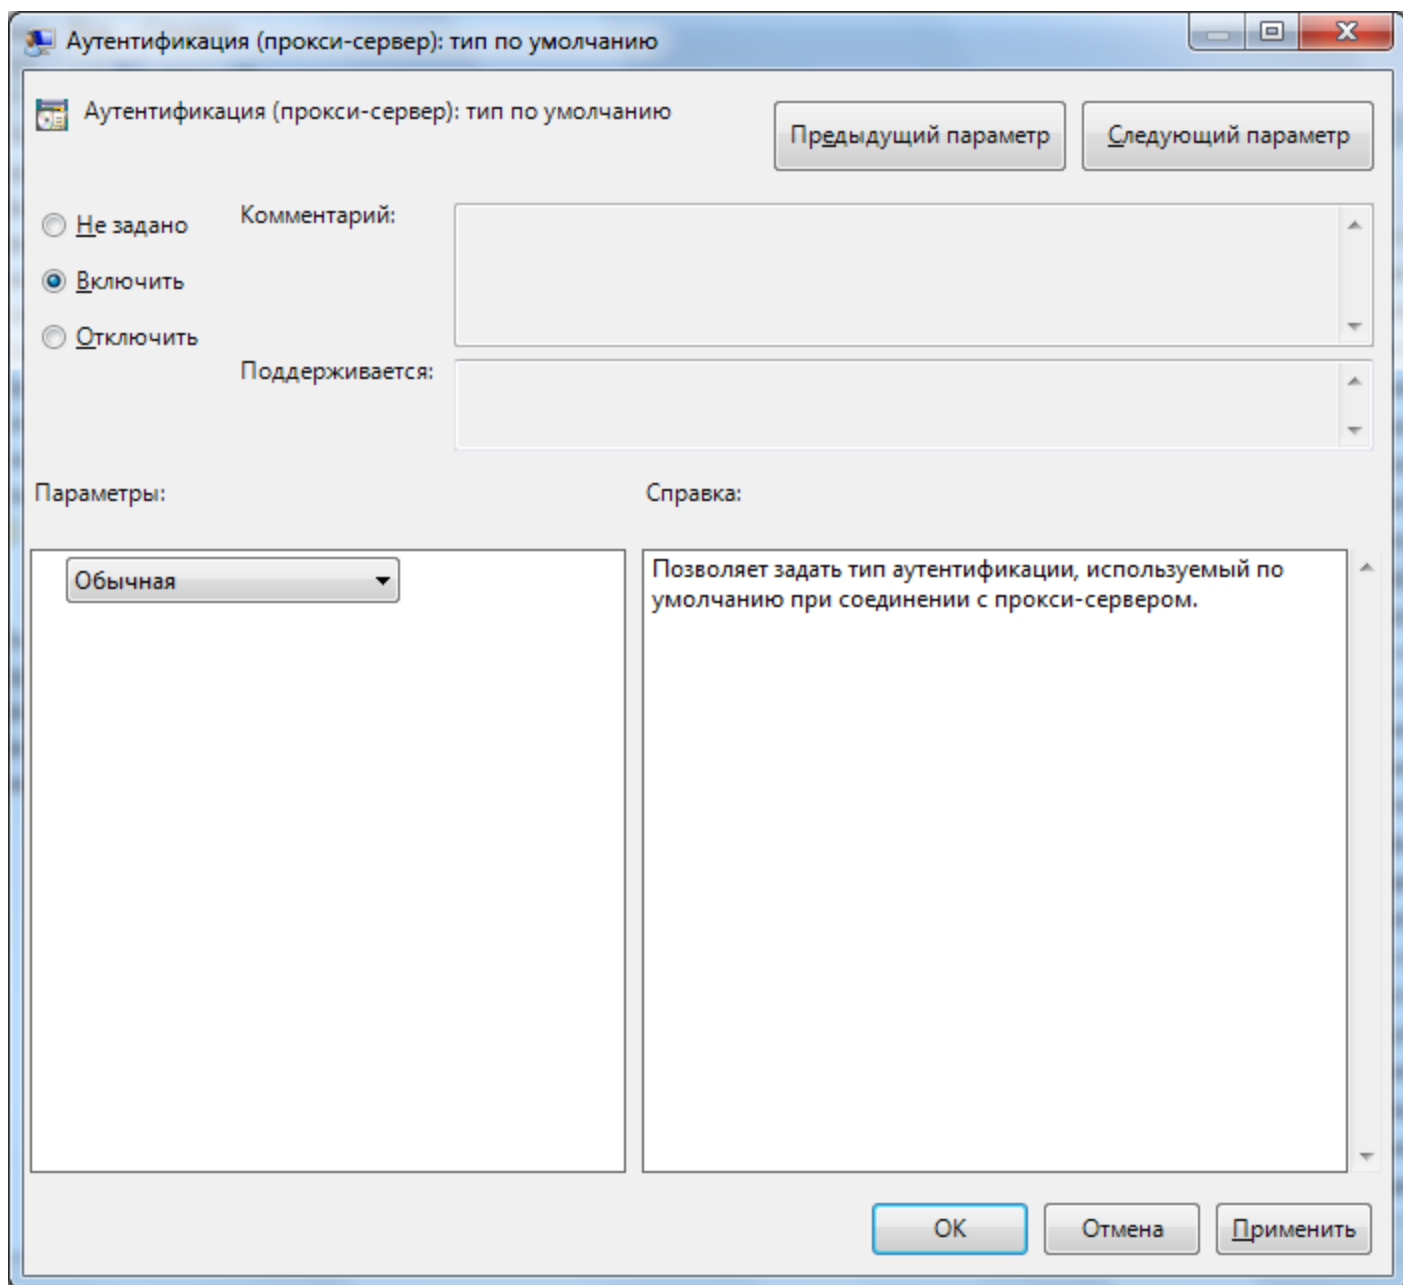 Аутентификация (прокси-сервер): тип по умолчанию
Аутентификация (прокси-сервер): тип по умолчанию
Предыдущий параметр
Следующий параметр
Не задано
Комментарий:
Включить
Отключить
Поддерживается:
Параметры:
Справка:
Обычная
Позволяет задать тип аутентификации, используемый по
умолчанию при соединении с прокси-сервером.
ОК
Отмена
Применить